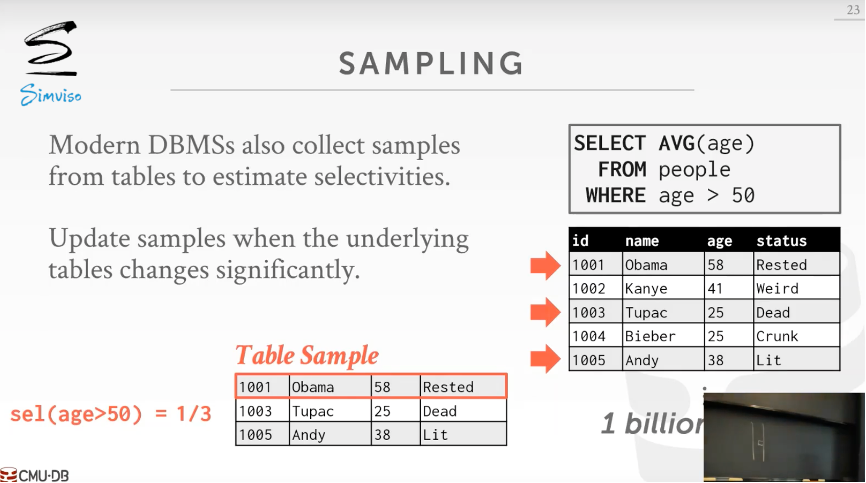 23
Simviso
SAMPLING
Modern DBMSs also collect samples
from tables to estimate selectivities.
Update samples when the underlying
tables changes significantly.
SELECT AVG(age)
FROM people
WHERE age > 50
id name age status
1001 Obama 58 Rested
1002 Kanye 41 Weird
1003 Tupac 25 Dead
1004 Bieber 25 Crunk
1005 Andy 38 Lit
Table Sample
1001 Obama 58 Rested
1003 Tupac 25 Dead
1005 Andy 38 Lit
sel(age>50) = 1/3
1 billion
CMU·DB